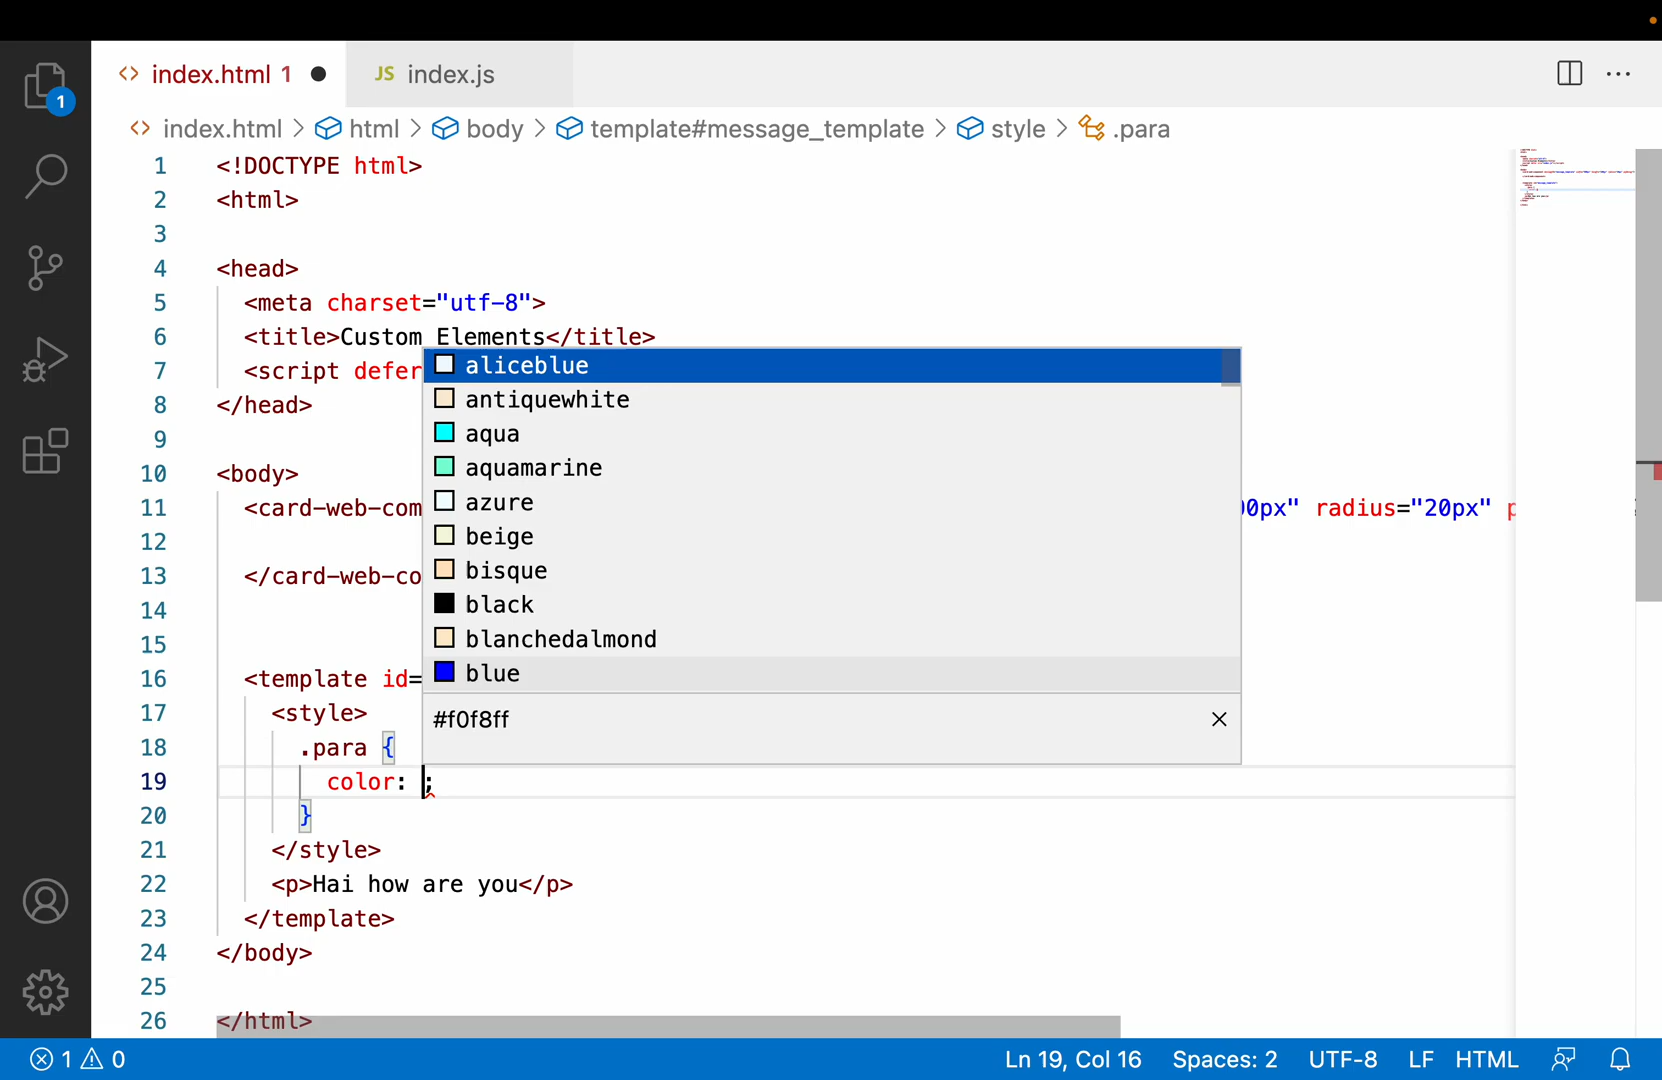 index.html 1
JS index.js
index.html > html > body > template#message_template > style > .para
1 <!DOCTYPE html>
2 <html>
3
4 <head>
5 <meta charset="utf-8">
6 <title>Custom Elements</title>
7 <script defer
8 </head>
9
10 <body>
11 <card-web-com 00px" radius="20px" p
12
13 </card-web-co
14
15
16 <template id=
17 <style>
18 .para {
19 color: ;
20 }
21 </style>
22 <p>Hai how are you</p>
23 </template>
24 </body>
25
26 </html>
aliceblue
antiquewhite
aqua
aquamarine
azure
beige
bisque
black
blanchedalmond
blue
#f0f8ff
1
1 0
Ln 19, Col 16 Spaces: 2 UTF-8 LF HTML